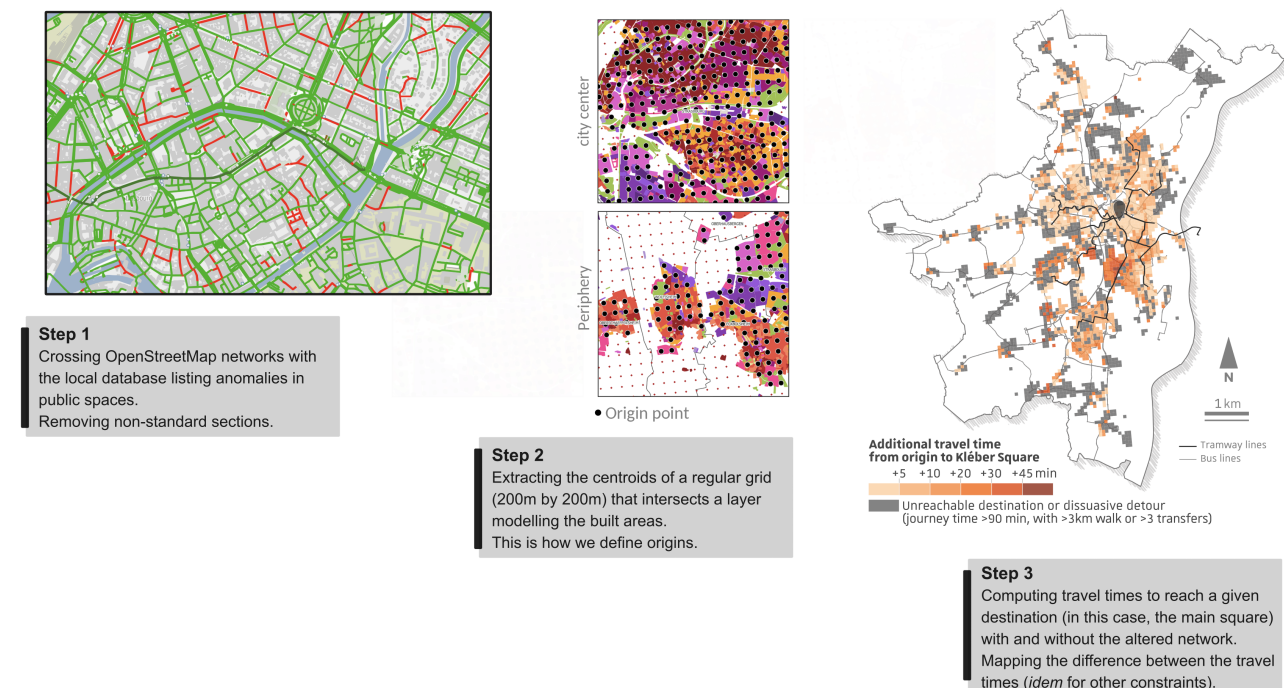 city center
Periphery
Origin point
Step 1
Crossing OpenStreetMap networks with
the local database listing anomalies in
public spaces.
Removing non-standard sections.
Step 2
Extracting the centroids of a regular grid
(200m by 200m) that intersects a layer
modelling the built areas.
This is how we define origins.
N
1 km
Additional travel time
from origin to Kléber Square
+5 +10 +20 +30 +45 min
Unreachable destination or dissuasive detour
(journey time >90 min, with >3km walk or >3 transfers)
Tramway lines
Bus lines
Step 3
Computing travel times to reach a given
destination (in this case, the main square)
with and without the altered network.
Mapping the difference between the travel
times (idem for other constraints).